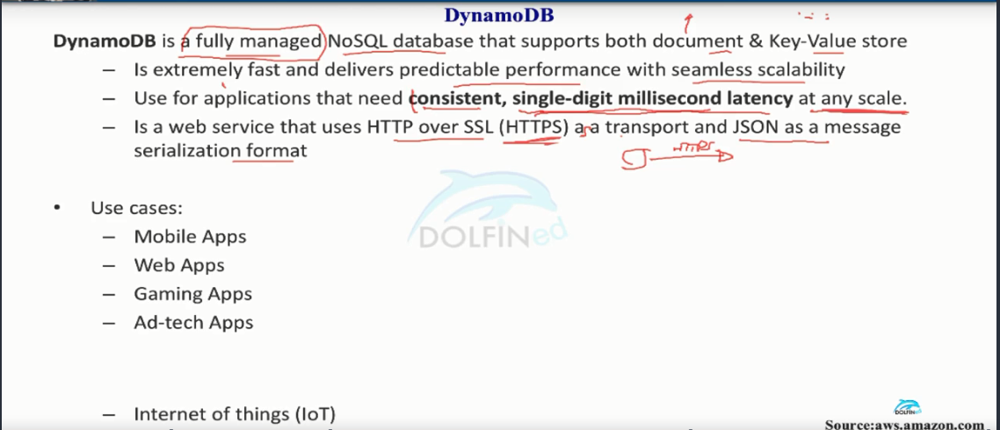 DynamoDB
DynamoDB is a fully managed NoSQL database that supports both document & Key-Value store
– Is extremely fast and delivers predictable performance with seamless scalability
– Use for applications that need consistent, single-digit millisecond latency at any scale.
– Is a web service that uses HTTP over SSL (HTTPS) as a transport and JSON as a message
serialization format
HTTPS
• Use cases:
DOLFINed
– Mobile Apps
– Web Apps
– Gaming Apps
– Ad-tech Apps
– Internet of things (IoT)
DOLFINed
Source:aws.amazon.com